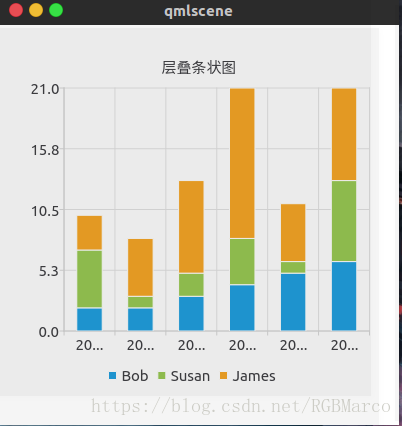 qmlscene
层叠条状图
21.0
15.8
10.5
5.3
0.0
20... 20... 20... 20... 20... 20...
Bob Susan James
https://blog.csdn.net/RGBMarco